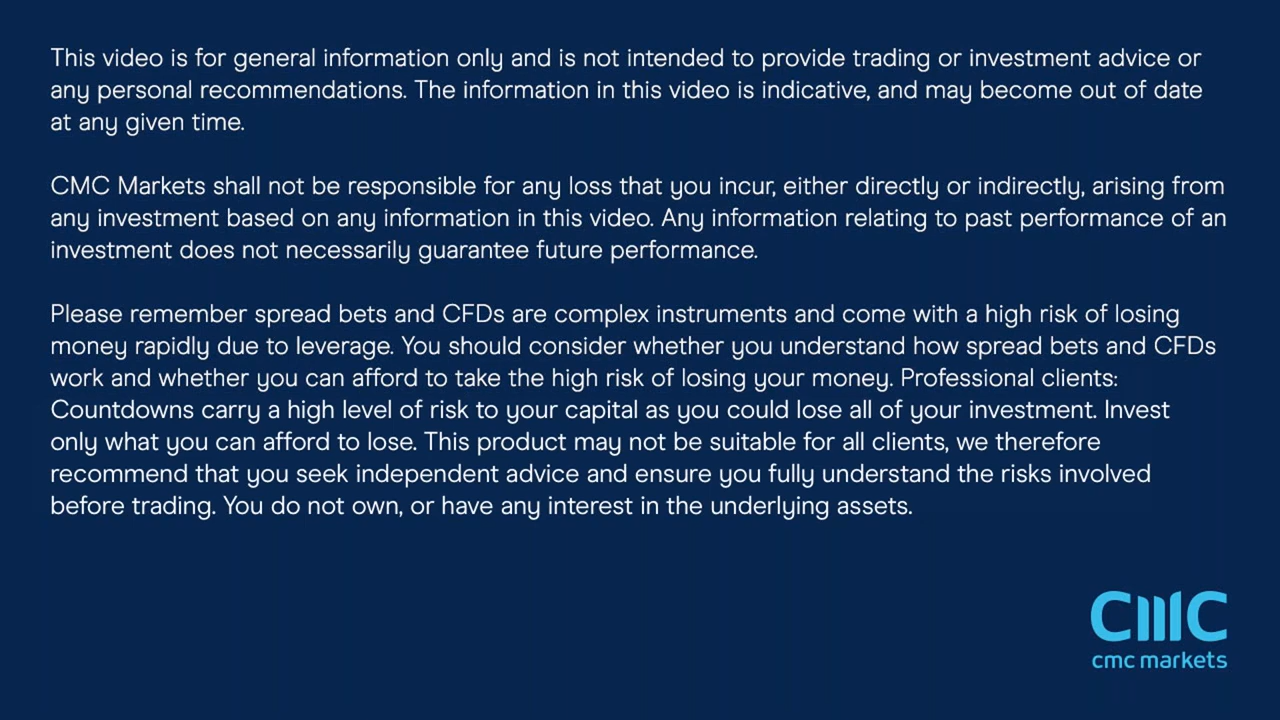 This video is for general information only and is not intended to provide trading or investment advice or
any personal recommendations. The information in this video is indicative, and may become out of date
at any given time.
CMC Markets shall not be responsible for any loss that you incur, either directly or indirectly, arising from
any investment based on any information in this video. Any information relating to past performance of an
investment does not necessarily guarantee future performance.
Please remember spread bets and CFDs are complex instruments and come with a high risk of losing
money rapidly due to leverage. You should consider whether you understand how spread bets and CFDs
work and whether you can afford to take the high risk of losing your money. Professional clients:
Countdowns carry a high level of risk to your capital as you could lose all of your investment. Invest
only what you can afford to lose. This product may not be suitable for all clients, we therefore
recommend that you seek independent advice and ensure you fully understand the risks involved
before trading. You do not own, or have any interest in the underlying assets.
CMC
cmc markets